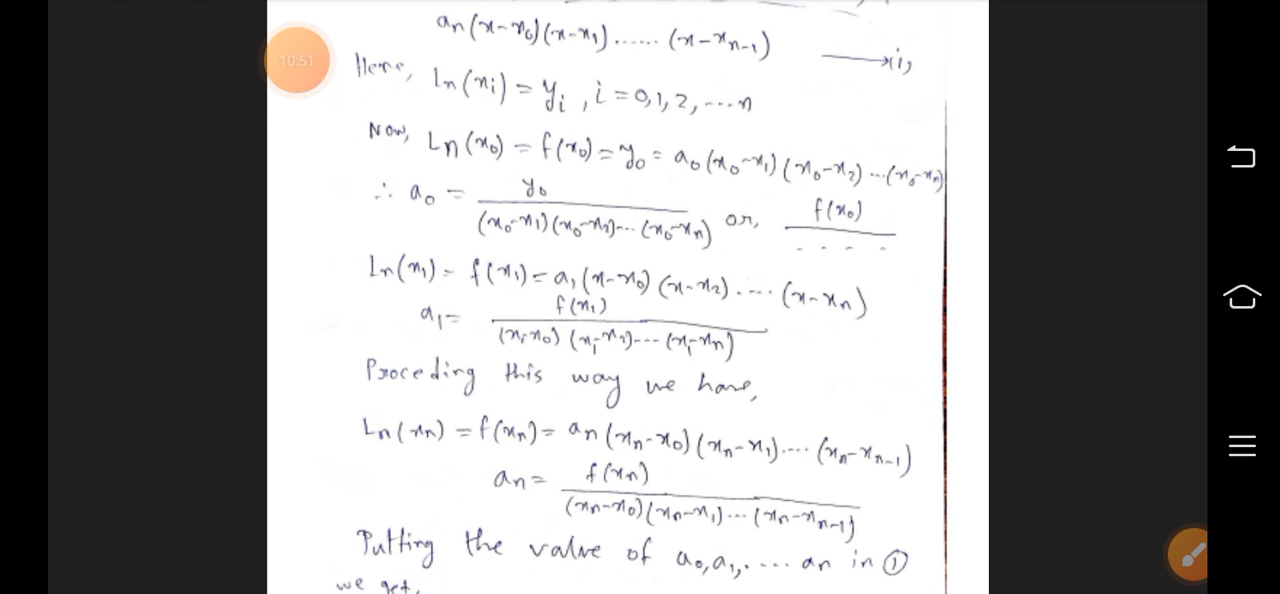 aₙ(x-x₀)(x-x₁)......(x-xₙ₋₁) ⟶ i,
10:51
Here, Lₙ(xᵢ) = yᵢ, i = 0,1,2,....n
Now, Lₙ(x₀) = f(x₀) = y₀ = a₀(x₀-x₁)(x₀-x₂)...(x₀-xₙ)
∴ a₀ = y₀ / (x₀-x₁)(x₀-x₂)... (x₀-xₙ) or, f(x₀) / - - - -
Lₙ(x₁) = f(x₁) = a₁(x-x₀)(x-x₂).....(x-xₙ)
a₁ = f(x₁) / (x₁-x₀)(x₁-x₂)---(x₁-xₙ)
Proceding this way we have,
Lₙ(xₙ) = f(xₙ) = aₙ(xₙ-x₀)(xₙ-x₁)....(xₙ-xₙ₋₁)
aₙ = f(xₙ) / (xₙ-x₀)(xₙ-x₁)...(xₙ-xₙ₋₁)
Putting the value of a₀,a₁,.... aₙ in ①
we get,